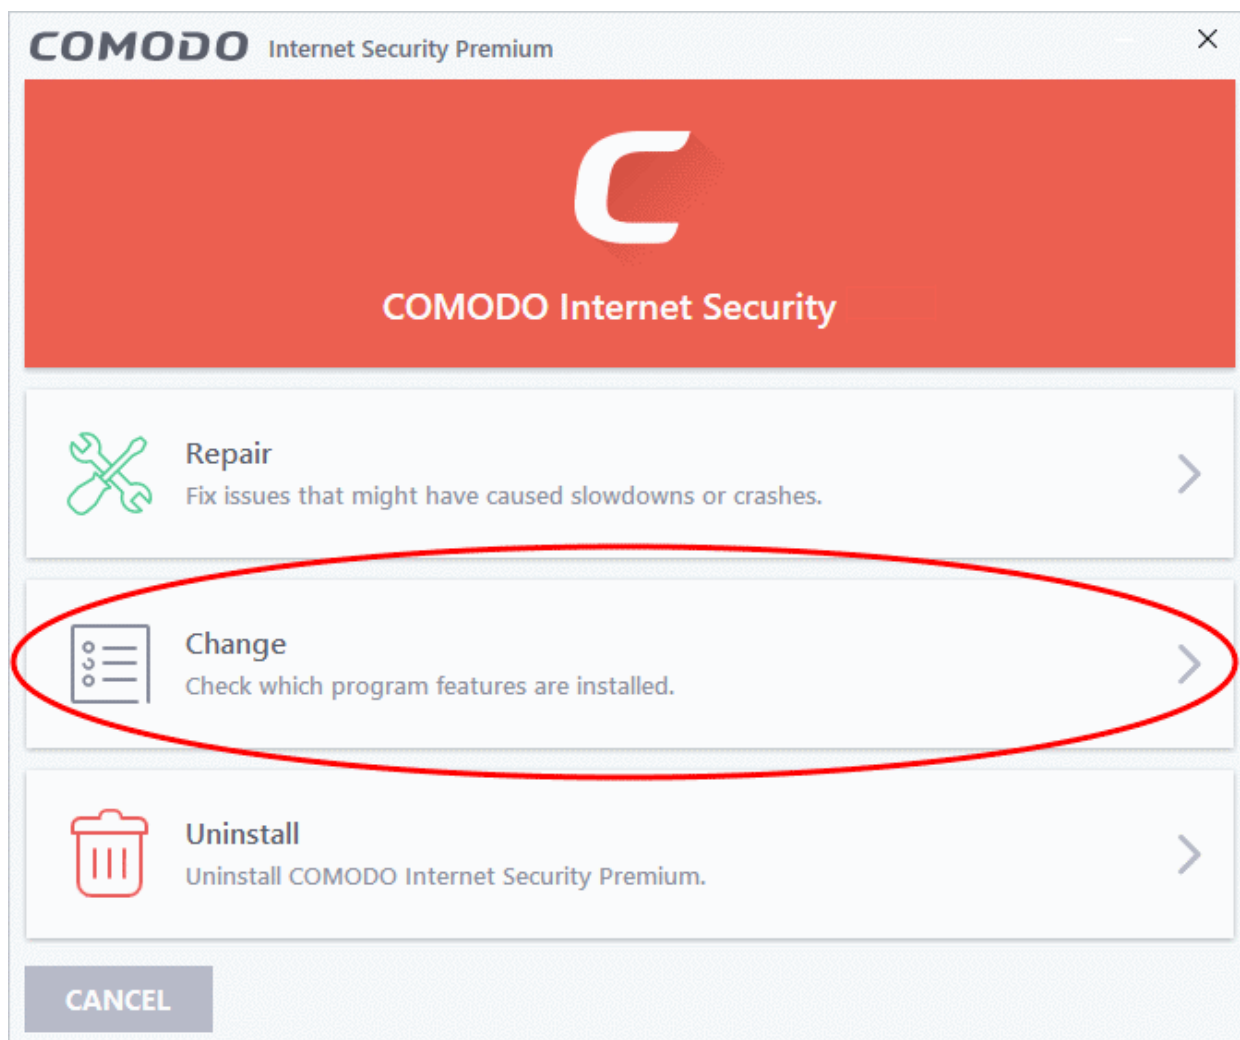 COMODO Internet Security Premium
COMODO Internet Security
Repair
Fix issues that might have caused slowdowns or crashes.
Change
Check which program features are installed.
Uninstall
Uninstall COMODO Internet Security Premium.
CANCEL